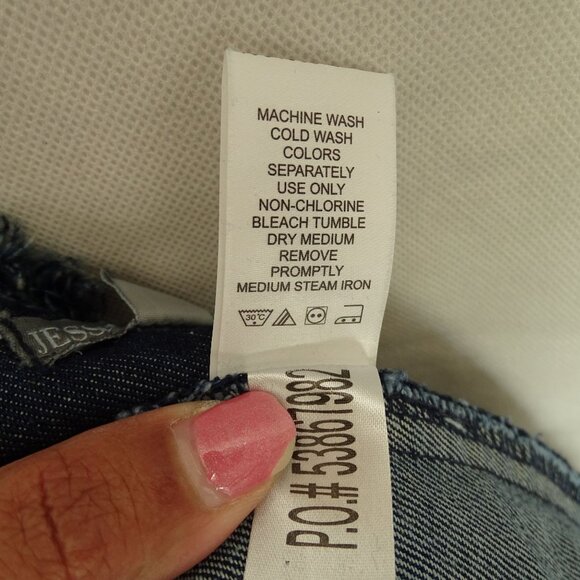 MACHINE WASH
COLD WASH
COLORS
SEPARATELY
USE ONLY
NON-CHLORINE
BLEACH TUMBLE
DRY MEDIUM
REMOVE
PROMPTLY
MEDIUM STEAM IRON
30°C
P.O.# 53867982
JESS